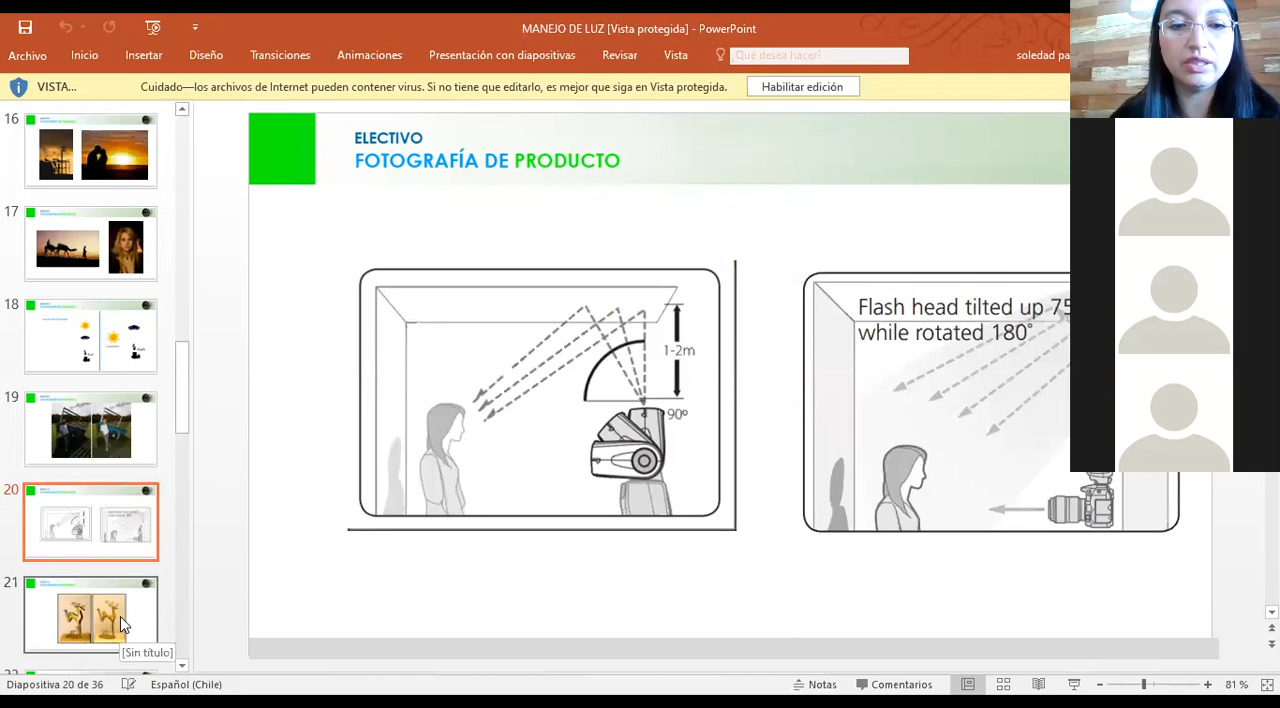 MANEJO DE LUZ [Vista protegida] - PowerPoint
Archivo Inicio Insertar Diseño Transiciones Animaciones Presentación con diapositivas Revisar Vista Qué desea hacer? soledad pa
VISTA... Cuidado—los archivos de Internet pueden contener virus. Si no tiene que editarlo, es mejor que siga en Vista protegida. Habilitar edición
16
17
18
19
20
21
[Sin título]
ELECTIVO
FOTOGRAFÍA DE PRODUCTO
1-2m
90º
Flash head tilted up 75
while rotated 180°
Diapositiva 20 de 36 Español (Chile) Notas Comentarios 81 %